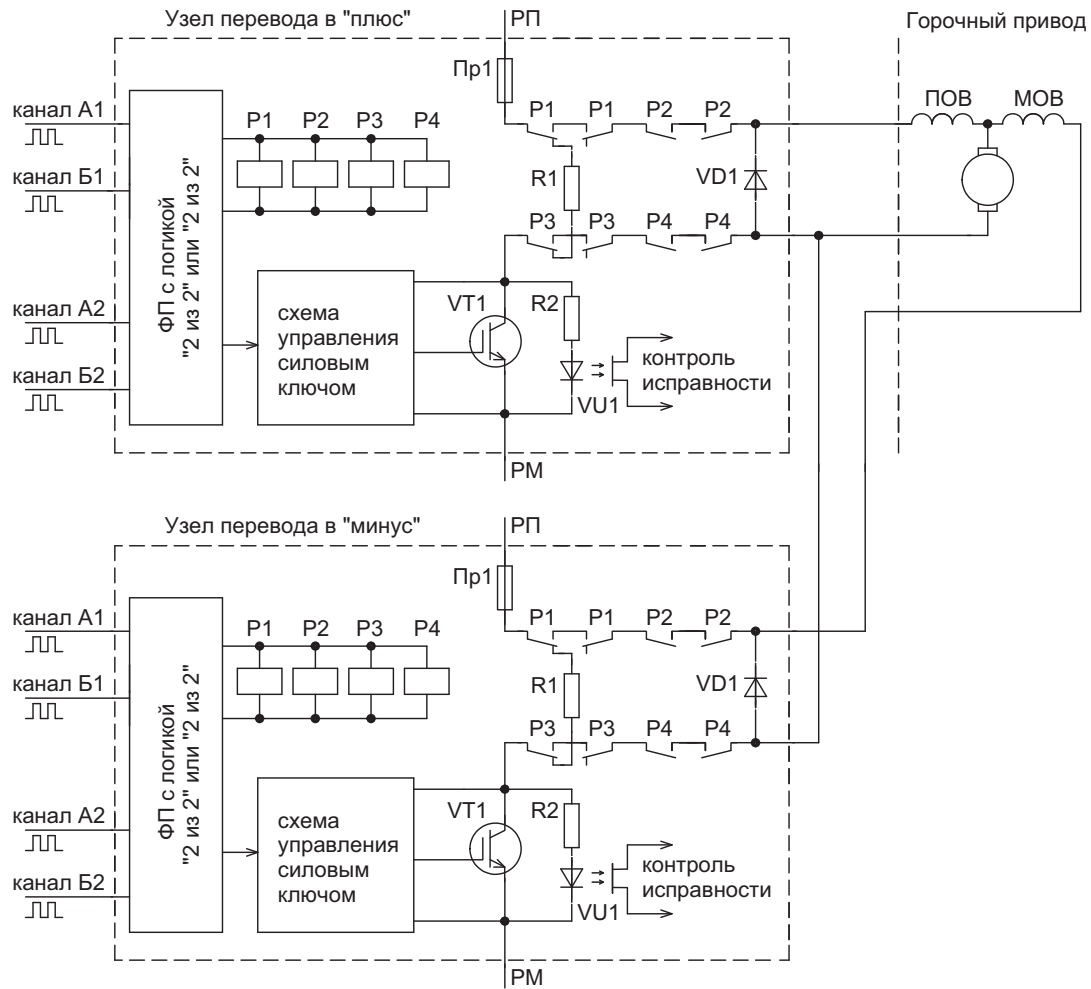 Узел перевода в "плюс"
РП
Горочный привод
Пр1
канал А1
Р1 Р2 Р3 Р4
Р1 Р1 Р2 Р2
ПОВ МОВ
канал Б1
R1
VD1
Р3 Р3 Р4 Р4
ФП с логикой
"2 из 2" или "2 из 2"
канал А2
схема
управления
силовым
ключом
VT1
R2
контроль
исправности
канал Б2
VU1
РМ
Узел перевода в "минус"
РП
Пр1
канал А1
Р1 Р2 Р3 Р4
Р1 Р1 Р2 Р2
канал Б1
R1
VD1
Р3 Р3 Р4 Р4
ФП с логикой
"2 из 2" или "2 из 2"
канал А2
схема
управления
силовым
ключом
VT1
R2
контроль
исправности
канал Б2
VU1
РМ